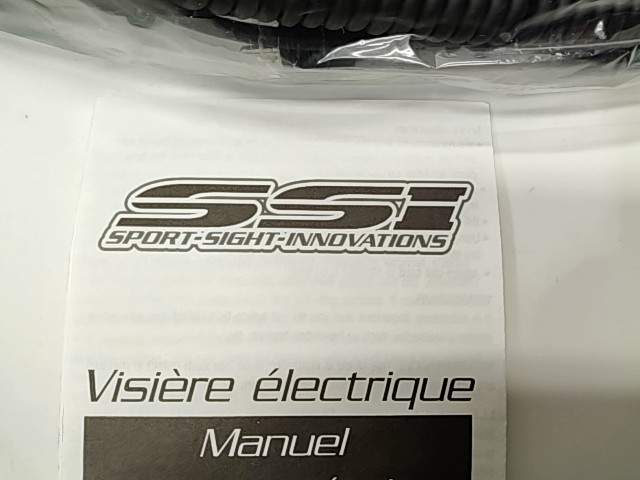 SSI
SPORT-SIGHT-INNOVATIONS
Visière électrique
Manuel